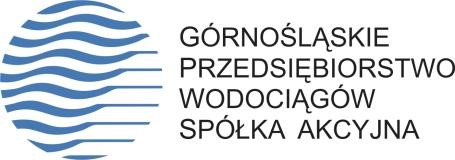 GÓRNOŚLĄSKIE
PRZEDSIĘBIORSTWO
WODOCIĄGÓW
SPÓŁKA AKCYJNA